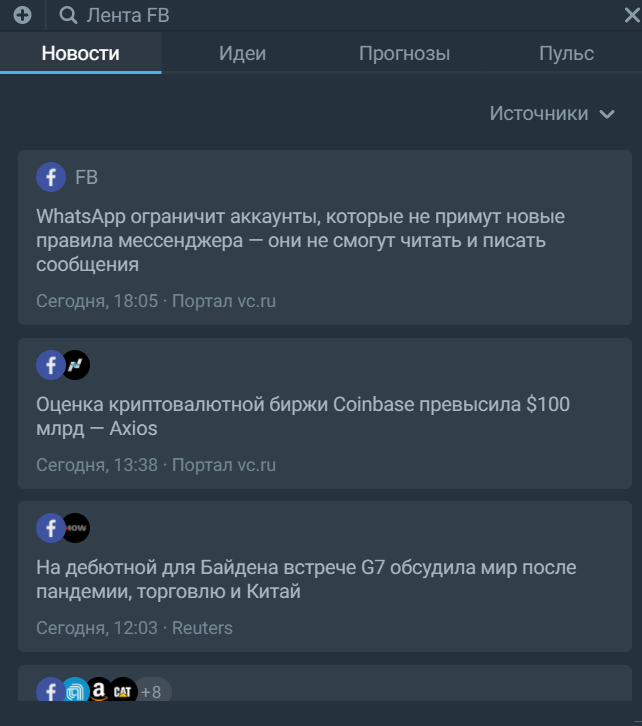 Лента FB
Новости
Идеи
Прогнозы
Пульс
Источники
FB
WhatsApp ограничит аккаунты, которые не примут новые
правила мессенджера — они не смогут читать и писать
сообщения
Сегодня, 18:05 · Портал vc.ru
Оценка криптовалютной биржи Coinbase превысила $100
млрд — Axios
Сегодня, 13:38 · Портал vc.ru
На дебютной для Байдена встрече G7 обсудила мир после
пандемии, торговлю и Китай
Сегодня, 12:03 · Reuters
CAT
+8